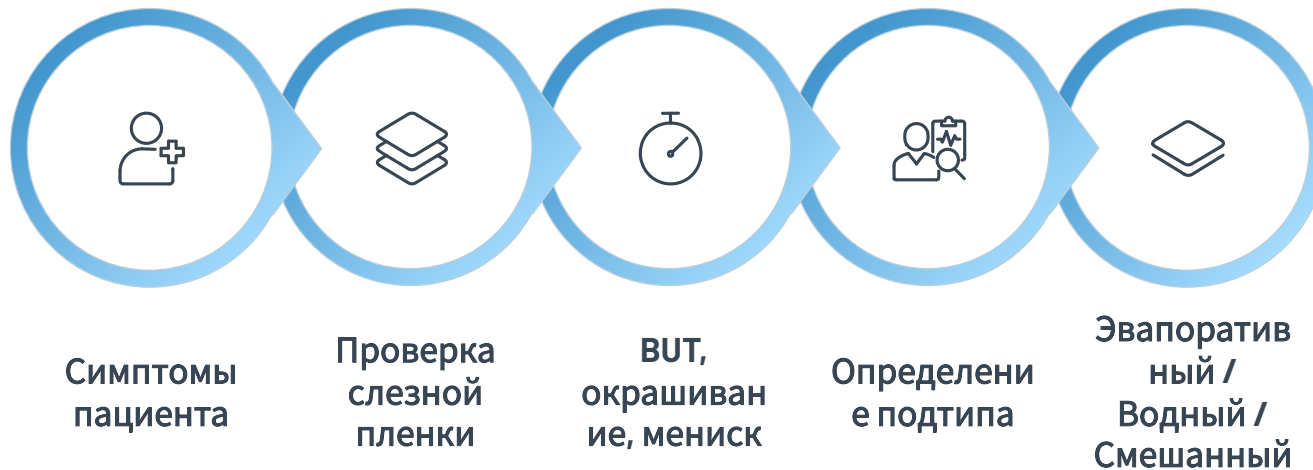 Симптомы
пациента
Проверка
слезной
пленки
BUT,
окрашиван
ие, мениск
Определени
е подтипа
Эвапоратив
ный /
Водный /
Смешанный